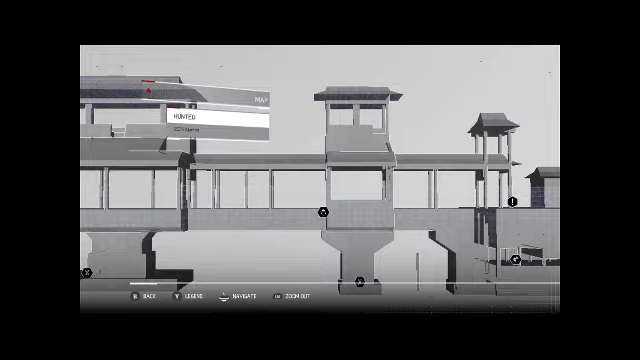 MAP
HUNTED
B BACK
Y LEGEND
NAVIGATE
ZOOM OUT